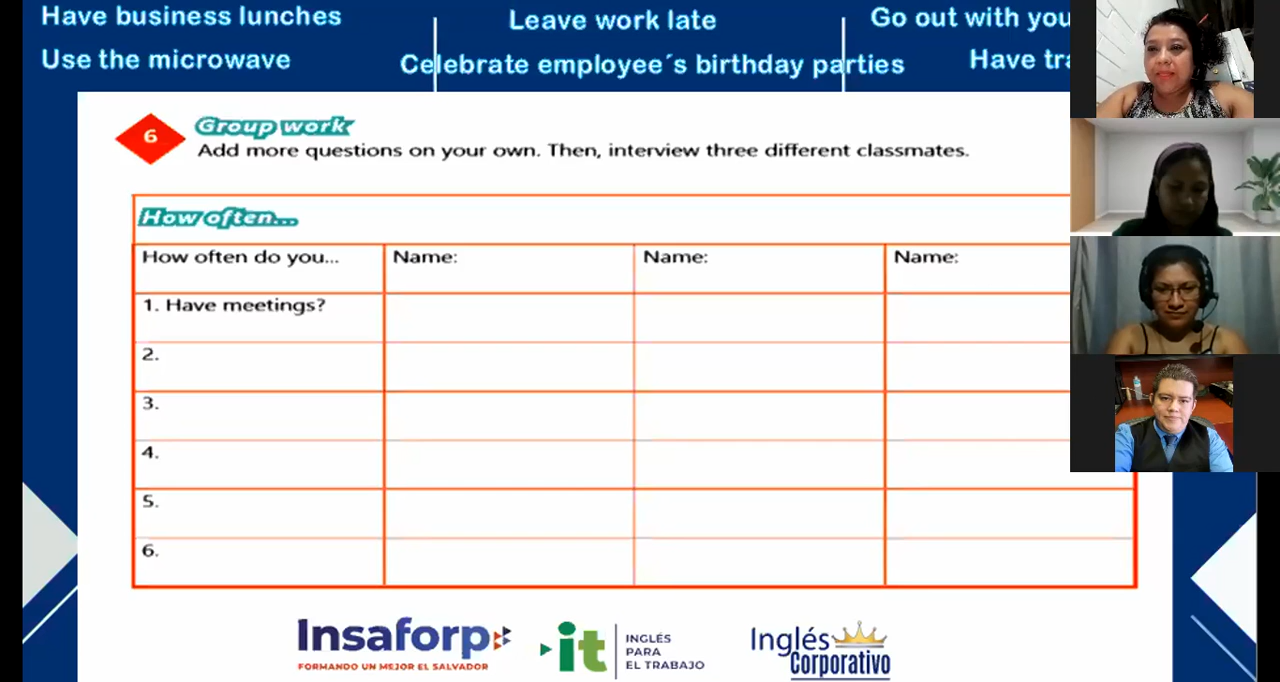 Have business lunches
Leave work late
Go out with you
Use the microwave
Celebrate employee´s birthday parties
Have
6
Group work
Add more questions on your own. Then, interview three different classmates.
How often...
How often do you...
Name:
Name:
Name:
1. Have meetings?
2.
3.
4.
5.
6.
Insaforp
FORMANDO UN MEJOR EL SALVADOR
it
INGLÉS
PARA
EL TRABAJO
Inglés
Corporativo